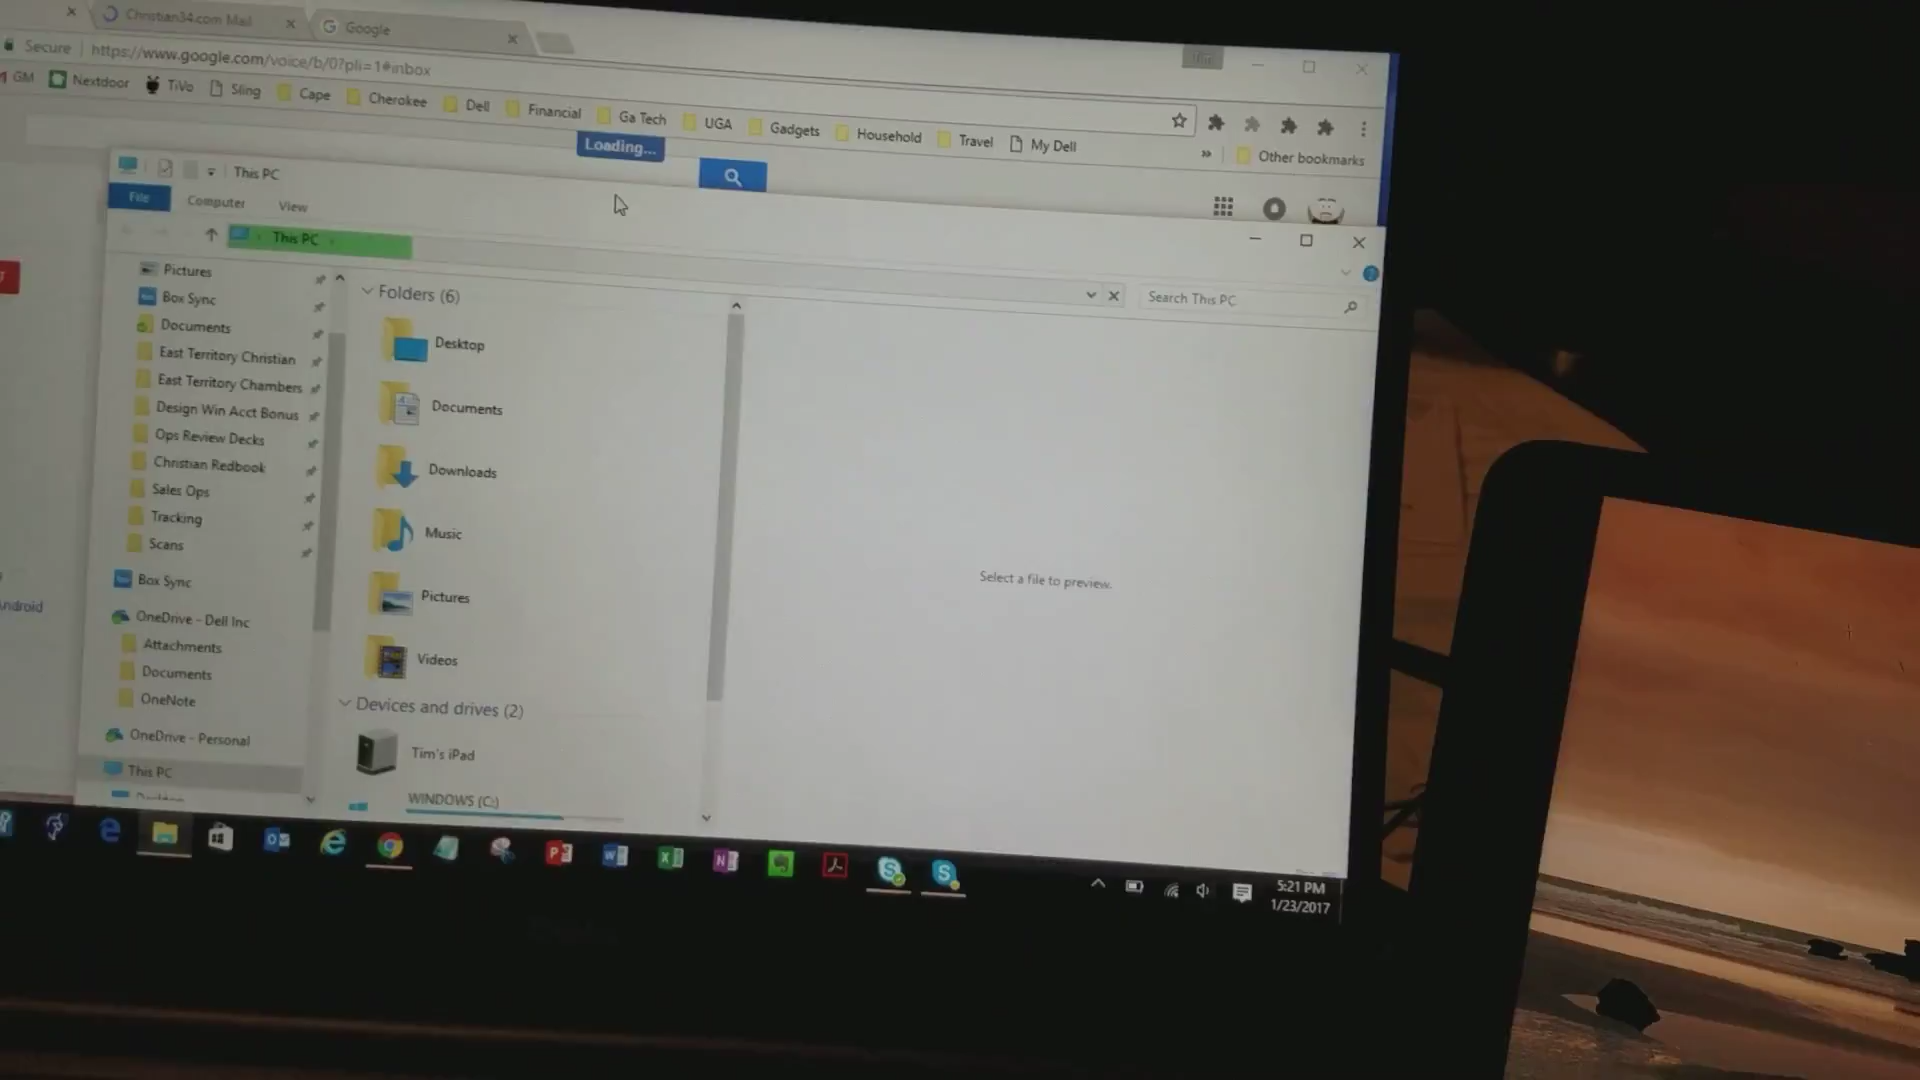 Christian34.com Mail
Google
Secure
https://www.google.com/voice/b/0?pli=1#inbox
GM
Nextdoor
TiVo
Sling
Cape
Cherokee
Dell
Financial
Ga Tech
UGA
Gadgets
Household
Travel
My Dell
Other bookmarks
Loading...
This PC
File
Computer
View
This PC
Search This PC
Pictures
Box Sync
Documents
East Territory Christian
East Territory Chambers
Design Win Acct Bonus
Ops Review Decks
Christian Redbook
Sales Ops
Tracking
Scans
Box Sync
OneDrive - Dell Inc
Attachments
Documents
OneNote
OneDrive - Personal
This PC
Desktop
Folders (6)
Desktop
Documents
Downloads
Music
Pictures
Videos
Devices and drives (2)
Tim's iPad
WINDOWS (C:)
Select a file to preview.
5:21 PM
1/23/2017